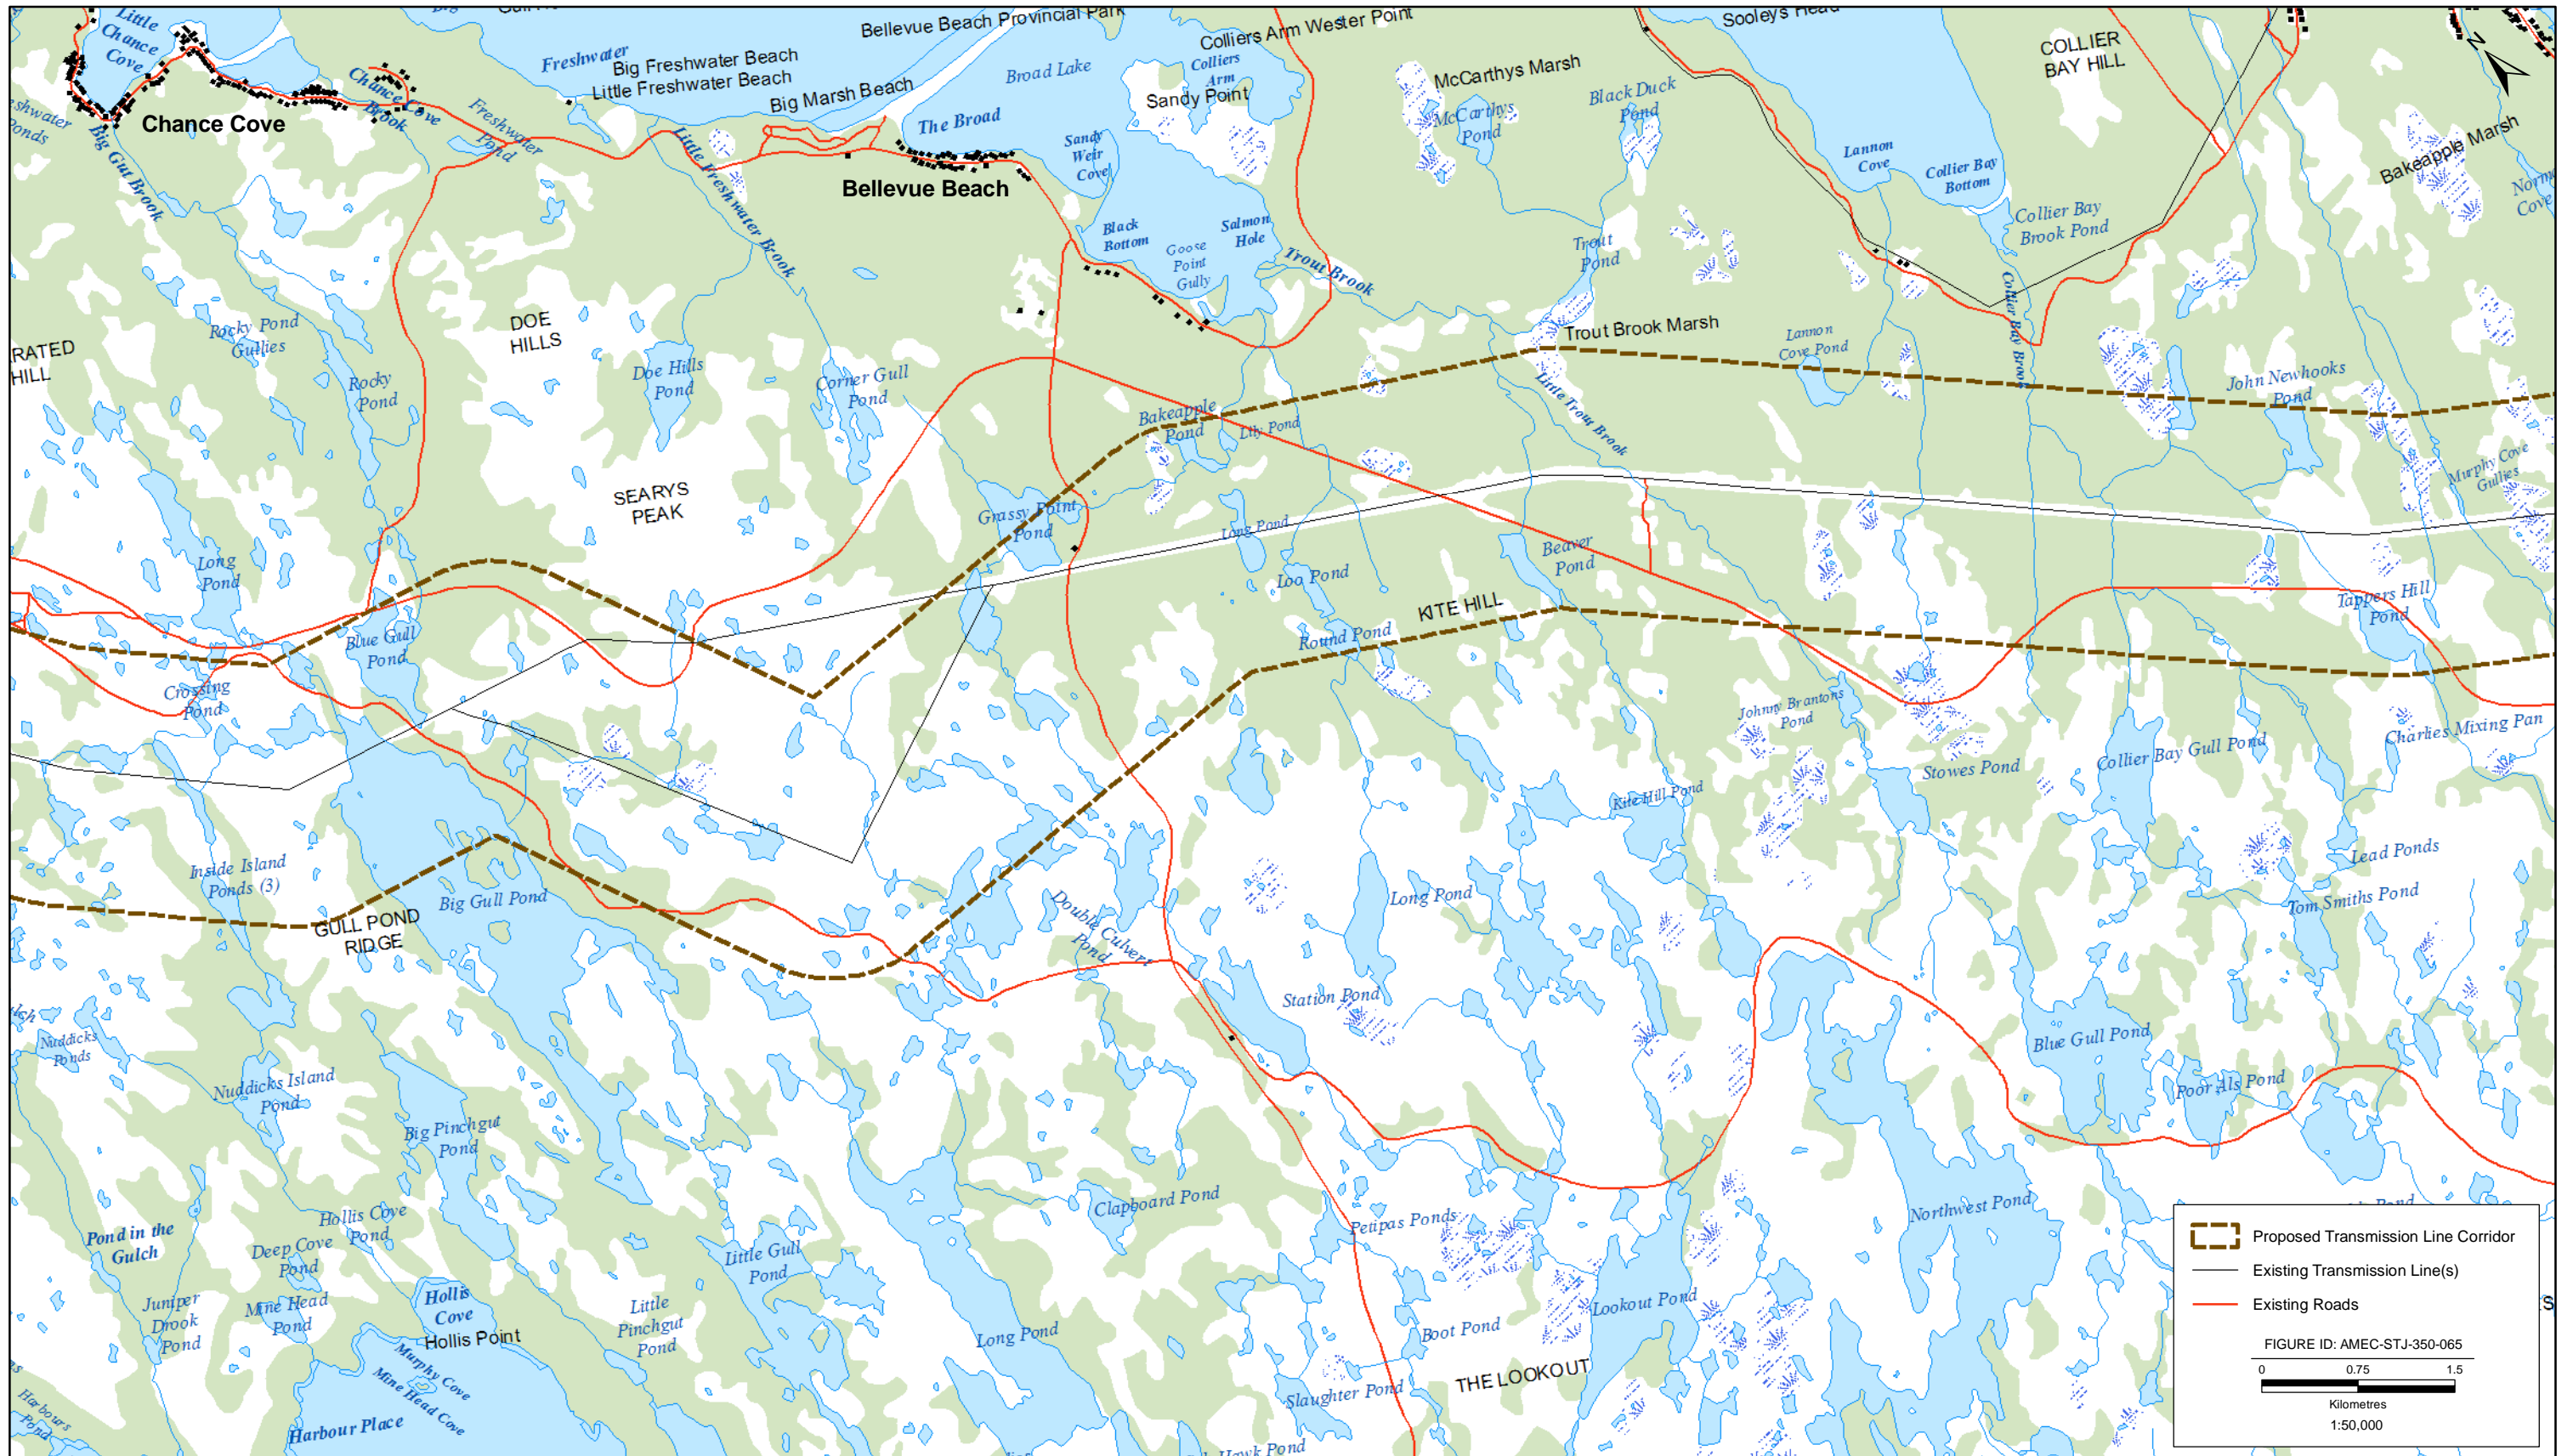 Little
Chance
Cove
Freshwater
Big Freshwater Beach
Little Freshwater Beach
Bellevue Beach Provincial Park
Big Marsh Beach
Broad Lake
Colliers Arm Wester Point
Colliers
Arm
Sandy Point
McCarthys Marsh
McCarthys
Pond
Black Duck
Pond
Sooleys Head
COLLIER
BAY HILL
N
Bakeapple Marsh
Chance Cove
Chance Cove
Brook
Freshwater
Pond
Big Gut Brook
Little Freshwater Brook
The Broad
Bellevue Beach
Sandy
Weir
Cove
Black
Bottom
Goose
Point
Gully
Salmon
Hole
Trout Brook
Trout
Pond
Lannon
Cove
Collier Bay
Bottom
Collier Bay
Brook Pond
Collier Bay Brook
Rocky Pond
Gullies
Rocky
Pond
DOE
HILLS
Doe Hills
Pond
Corner Gull
Pond
Trout Brook Marsh
Lannon
Cove Pond
John Newhooks
Pond
Little Trout Brook
Bakeapple
Pond
Lily Pond
Murphy Cove
Gullies
SEARYS
PEAK
Grassy Point
Pond
Long Pond
Long
Pond
Loo Pond
Beaver
Pond
KITE HILL
Round Pond
Tappers Hill
Pond
Blue Gull
Pond
Crossing
Pond
Johnny Brantons
Pond
Stowes Pond
Collier Bay Gull Pond
Charlies Mixing Pan
Kite Hill Pond
Inside Island
Ponds (3)
GULL POND
RIDGE
Big Gull Pond
Double Culvert
Pond
Long Pond
Lead Ponds
Tom Smiths Pond
Station Pond
Nuddicks
Ponds
Nuddicks Island
Pond
Blue Gull Pond
Poor Als Pond
Big Pinchgut
Pond
Pond in the
Gulch
Hollis Cove
Pond
Deep Cove
Pond
Clapboard Pond
Petipas Ponds
Northwest Pond
Little Gull
Pond
Juniper
Drook
Pond
Mine Head
Pond
Hollis
Cove
Hollis Point
Little
Pinchgut
Pond
Long Pond
Lookout Pond
Boot Pond
THE LOOKOUT
Murphy Cove
Mine Head Cove
Harbour Place
Harbours
Pond
Slaughter Pond
Hawk Pond
Proposed Transmission Line Corridor
Existing Transmission Line(s)
Existing Roads
FIGURE ID: AMEC-STJ-350-065
0 0.75 1.5
Kilometres
1:50,000